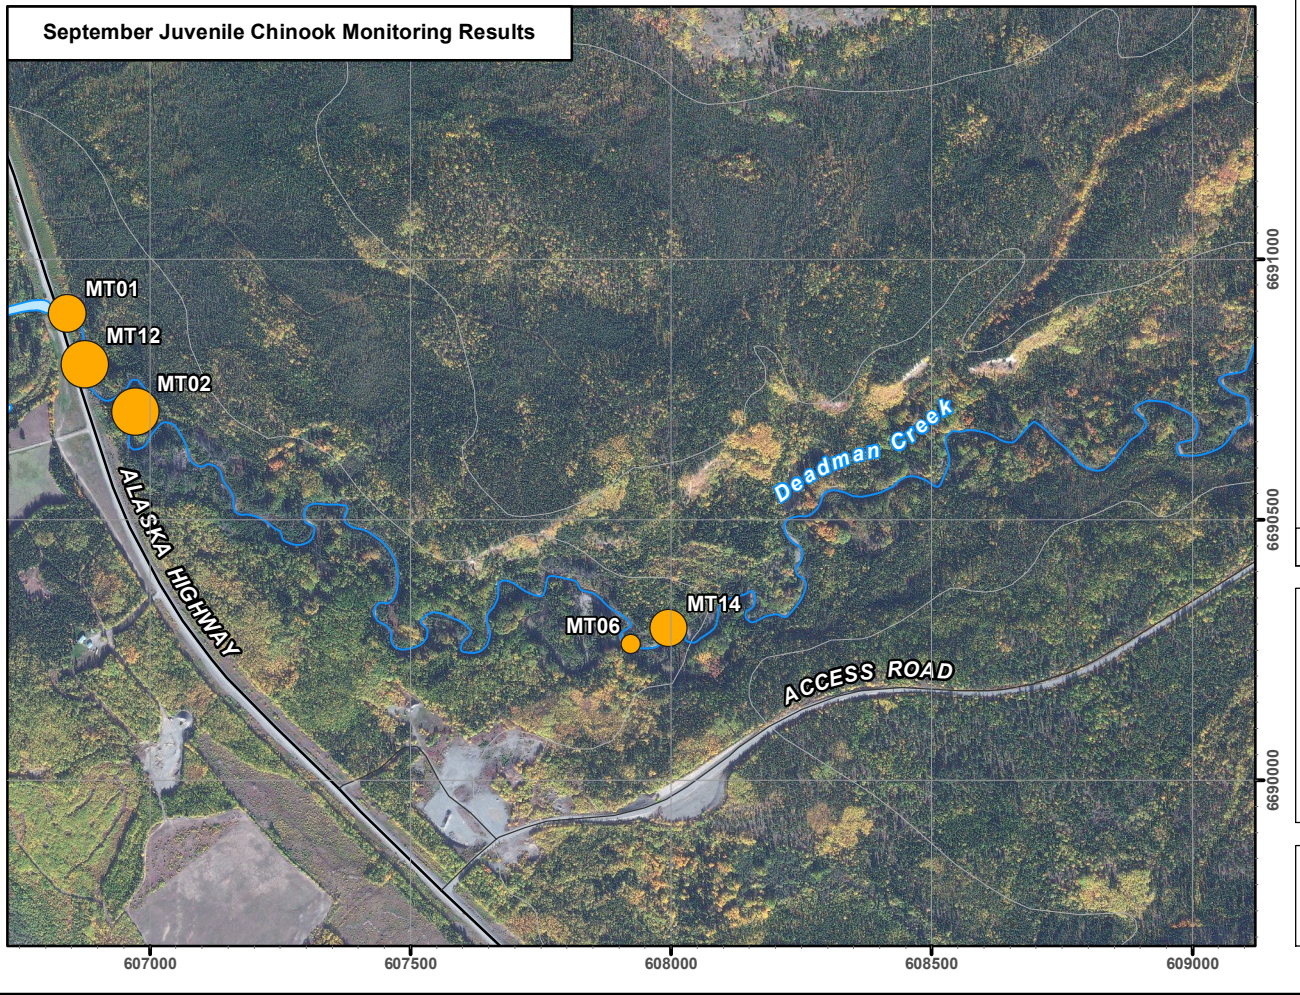 September Juvenile Chinook Monitoring Results
MT01
MT12
MT02
ALASKA HIGHWAY
Deadman Creek
MT06
MT14
ACCESS ROAD
6691000
6690500
6690000
607000
607500
608000
608500
609000